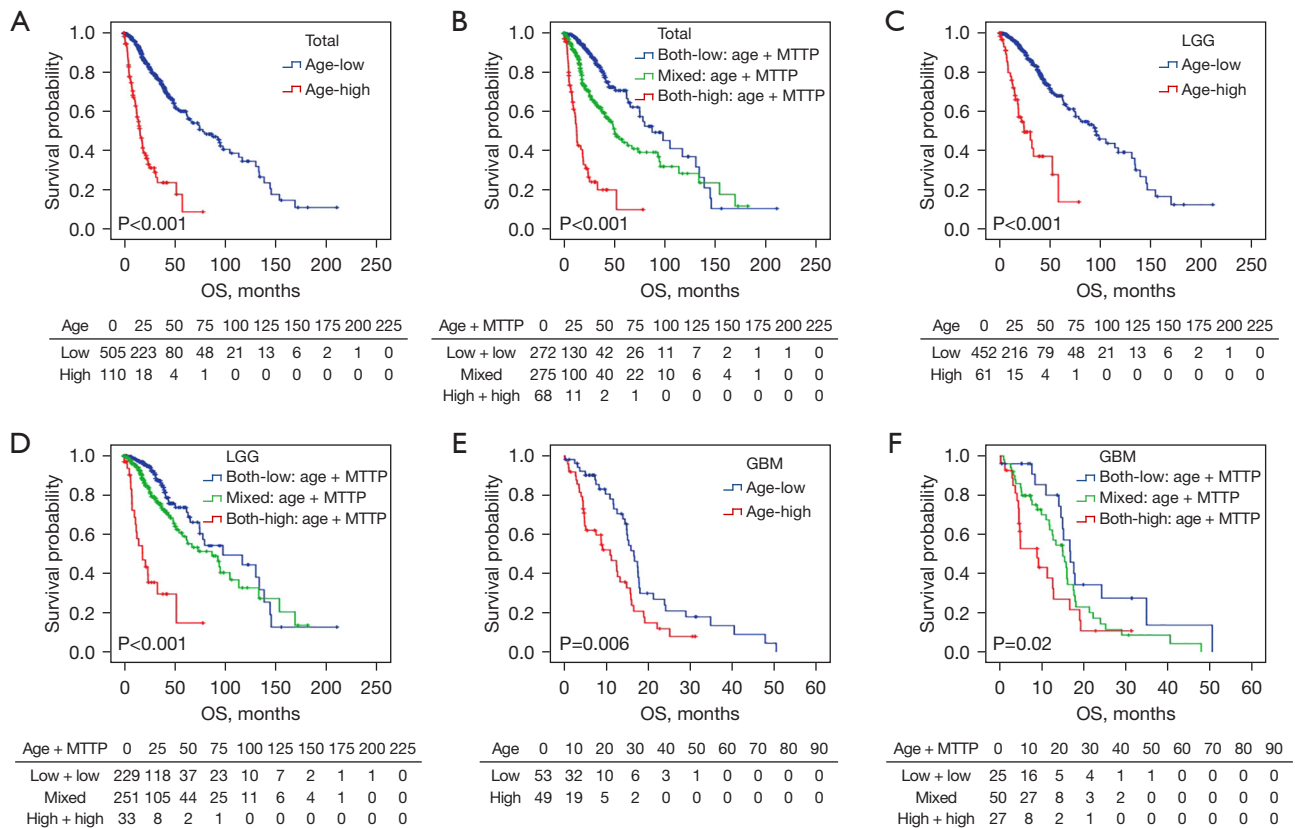 A
1.0
0.8
0.6
0.4
0.2
0.0
Survival probability
Total
Age-low
Age-high
P<0.001
0 50 100 150 200 250
OS, months
Age 0 25 50 75 100 125 150 175 200 225
Low 505 223 80 48 21 13 6 2 1 0
High 110 18 4 1 0 0 0 0 0 0
B
1.0
0.8
0.6
0.4
0.2
0.0
Survival probability
Total
Both-low: age + MTTP
Mixed: age + MTTP
Both-high: age + MTTP
P<0.001
0 50 100 150 200 250
OS, months
Age + MTTP 0 25 50 75 100 125 150 175 200 225
Low + low 272 130 42 26 11 7 2 1 1 0
Mixed 275 100 40 22 10 6 4 1 0 0
High + high 68 11 2 1 0 0 0 0 0 0
C
1.0
0.8
0.6
0.4
0.2
0.0
Survival probability
LGG
Age-low
Age-high
P<0.001
0 50 100 150 200 250
OS, months
Age 0 25 50 75 100 125 150 175 200 225
Low 452 216 79 48 21 13 6 2 1 0
High 61 15 4 1 0 0 0 0 0 0
D
1.0
0.8
0.6
0.4
0.2
0.0
Survival probability
LGG
Both-low: age + MTTP
Mixed: age + MTTP
Both-high: age + MTTP
P<0.001
0 50 100 150 200 250
OS, months
Age + MTTP 0 25 50 75 100 125 150 175 200 225
Low + low 229 118 37 23 10 7 2 1 1 0
Mixed 251 105 44 25 11 6 4 1 0 0
High + high 33 8 2 1 0 0 0 0 0 0
E
1.0
0.8
0.6
0.4
0.2
0.0
Survival probability
GBM
Age-low
Age-high
P=0.006
0 10 20 30 40 50 60
OS, months
Age 0 10 20 30 40 50 60 70 80 90
Low 53 32 10 6 3 1 0 0 0 0
High 49 19 5 2 0 0 0 0 0 0
F
1.0
0.8
0.6
0.4
0.2
0.0
Survival probability
GBM
Both-low: age + MTTP
Mixed: age + MTTP
Both-high: age + MTTP
P=0.02
0 10 20 30 40 50 60
OS, months
Age + MTTP 0 10 20 30 40 50 60 70 80 90
Low + low 25 16 5 4 1 1 0 0 0 0
Mixed 50 27 8 3 2 0 0 0 0 0
High + high 27 8 2 1 0 0 0 0 0 0